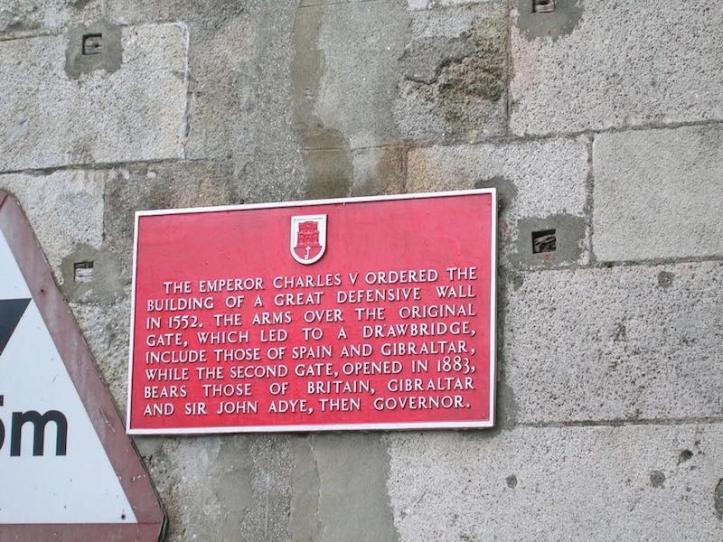 THE EMPEROR CHARLES V ORDERED THE
BUILDING OF A GREAT DEFENSIVE WALL
IN 1552. THE ARMS OVER THE ORIGINAL
GATE, WHICH LED TO A DRAWBRIDGE,
INCLUDE THOSE OF SPAIN AND GIBRALTAR,
WHILE THE SECOND GATE, OPENED IN 1883,
BEARS THOSE OF BRITAIN, GIBRALTAR
AND SIR JOHN ADYE, THEN GOVERNOR.
m